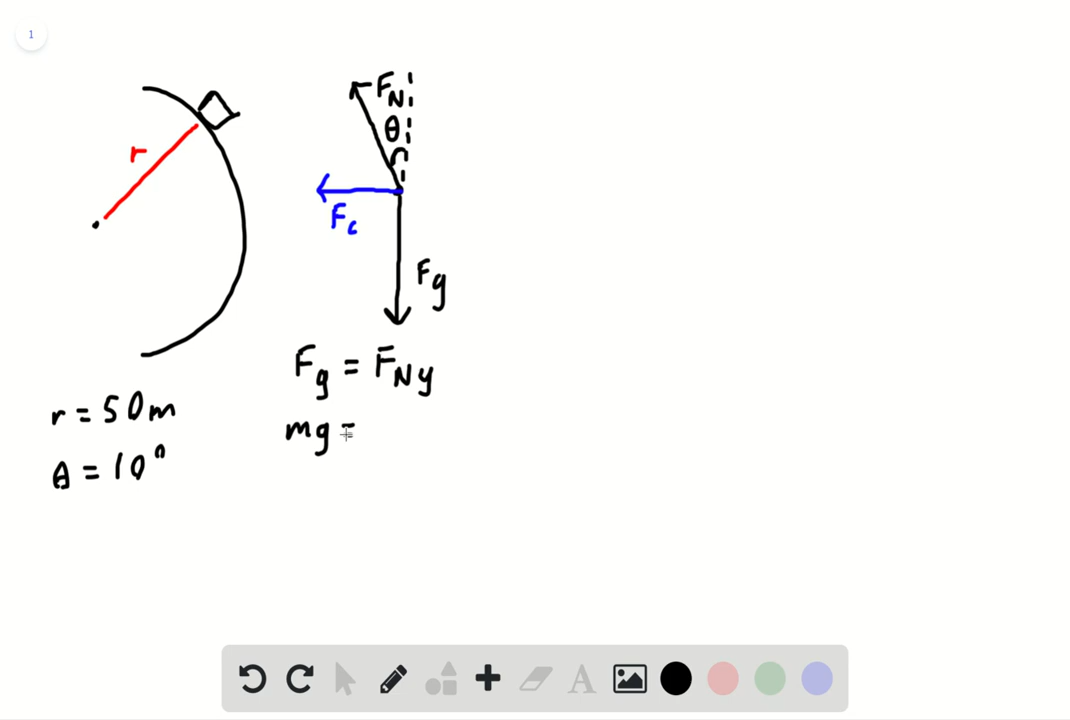 1
r
F_N
θ
F_c
F_g
F_g = F_Ny
mg =
r = 50m
θ = 10°
A